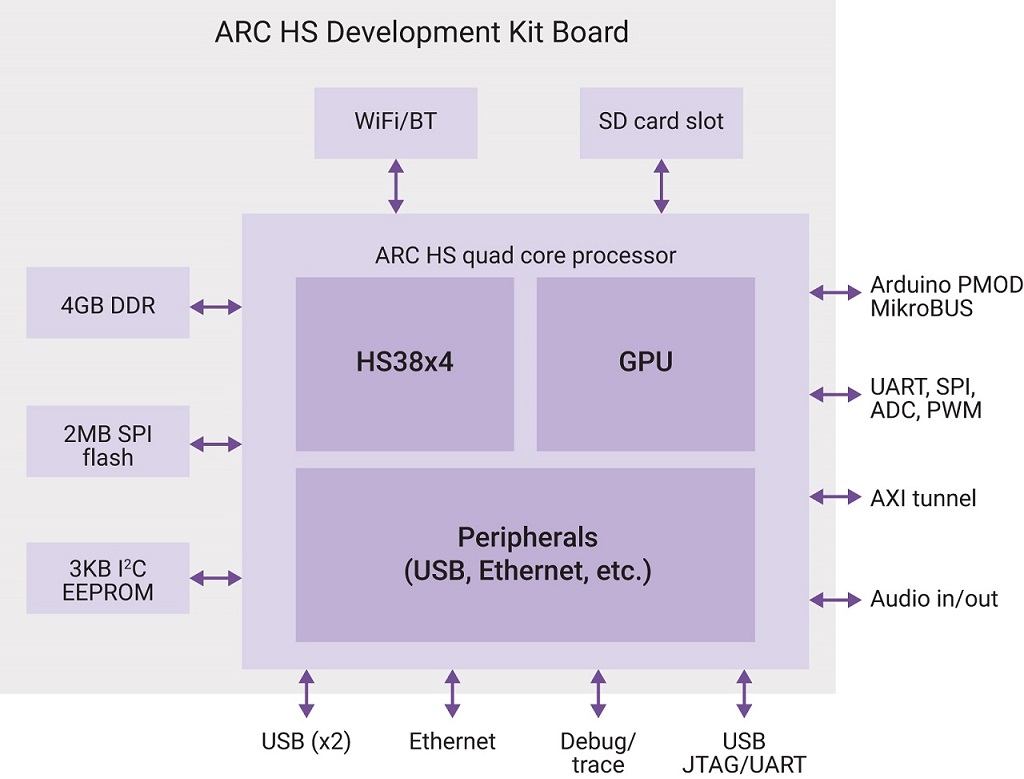 ARC HS Development Kit Board
WiFi/BT
SD card slot
ARC HS quad core processor
4GB DDR
HS38x4
GPU
Arduino PMOD
MikroBUS
UART, SPI,
ADC, PWM
2MB SPI
flash
AXI tunnel
Peripherals
(USB, Ethernet, etc.)
3KB I²C
EEPROM
Audio in/out
USB (x2)
Ethernet
Debug/
trace
USB
JTAG/UART